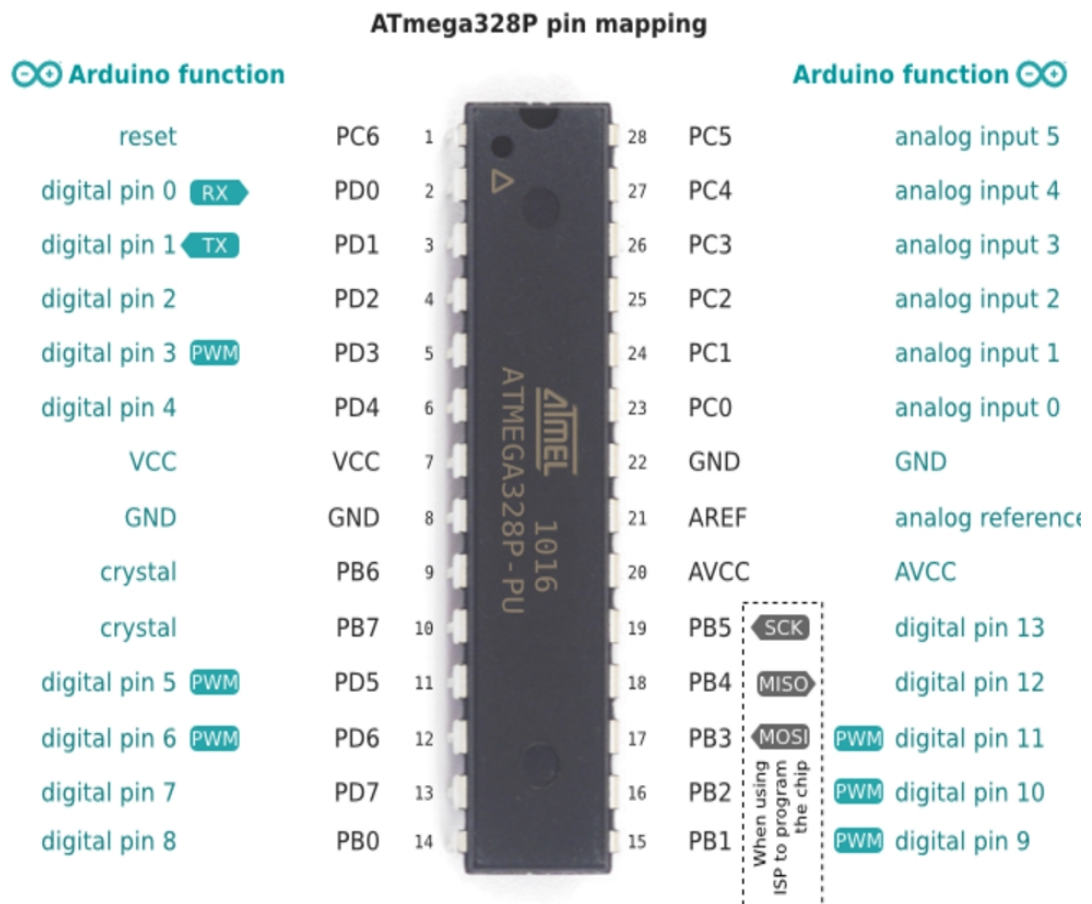 ATmega328P pin mapping
Arduino function Arduino function
reset PC6 1 28 PC5 analog input 5
digital pin 0 RX PD0 2 27 PC4 analog input 4
digital pin 1 TX PD1 3 26 PC3 analog input 3
digital pin 2 PD2 4 25 PC2 analog input 2
digital pin 3 PWM PD3 5 24 PC1 analog input 1
digital pin 4 PD4 6 23 PC0 analog input 0
VCC VCC 7 22 GND GND
GND GND 8 21 AREF analog reference
crystal PB6 9 20 AVCC AVCC
crystal PB7 10 19 PB5 SCK digital pin 13
digital pin 5 PWM PD5 11 18 PB4 MISO digital pin 12
digital pin 6 PWM PD6 12 17 PB3 MOSI PWM digital pin 11
digital pin 7 PD7 13 16 PB2 PWM digital pin 10
digital pin 8 PB0 14 15 PB1 PWM digital pin 9
When using
ISP to program
the chip
ATMEL 1016
ATMEGA328P-PU